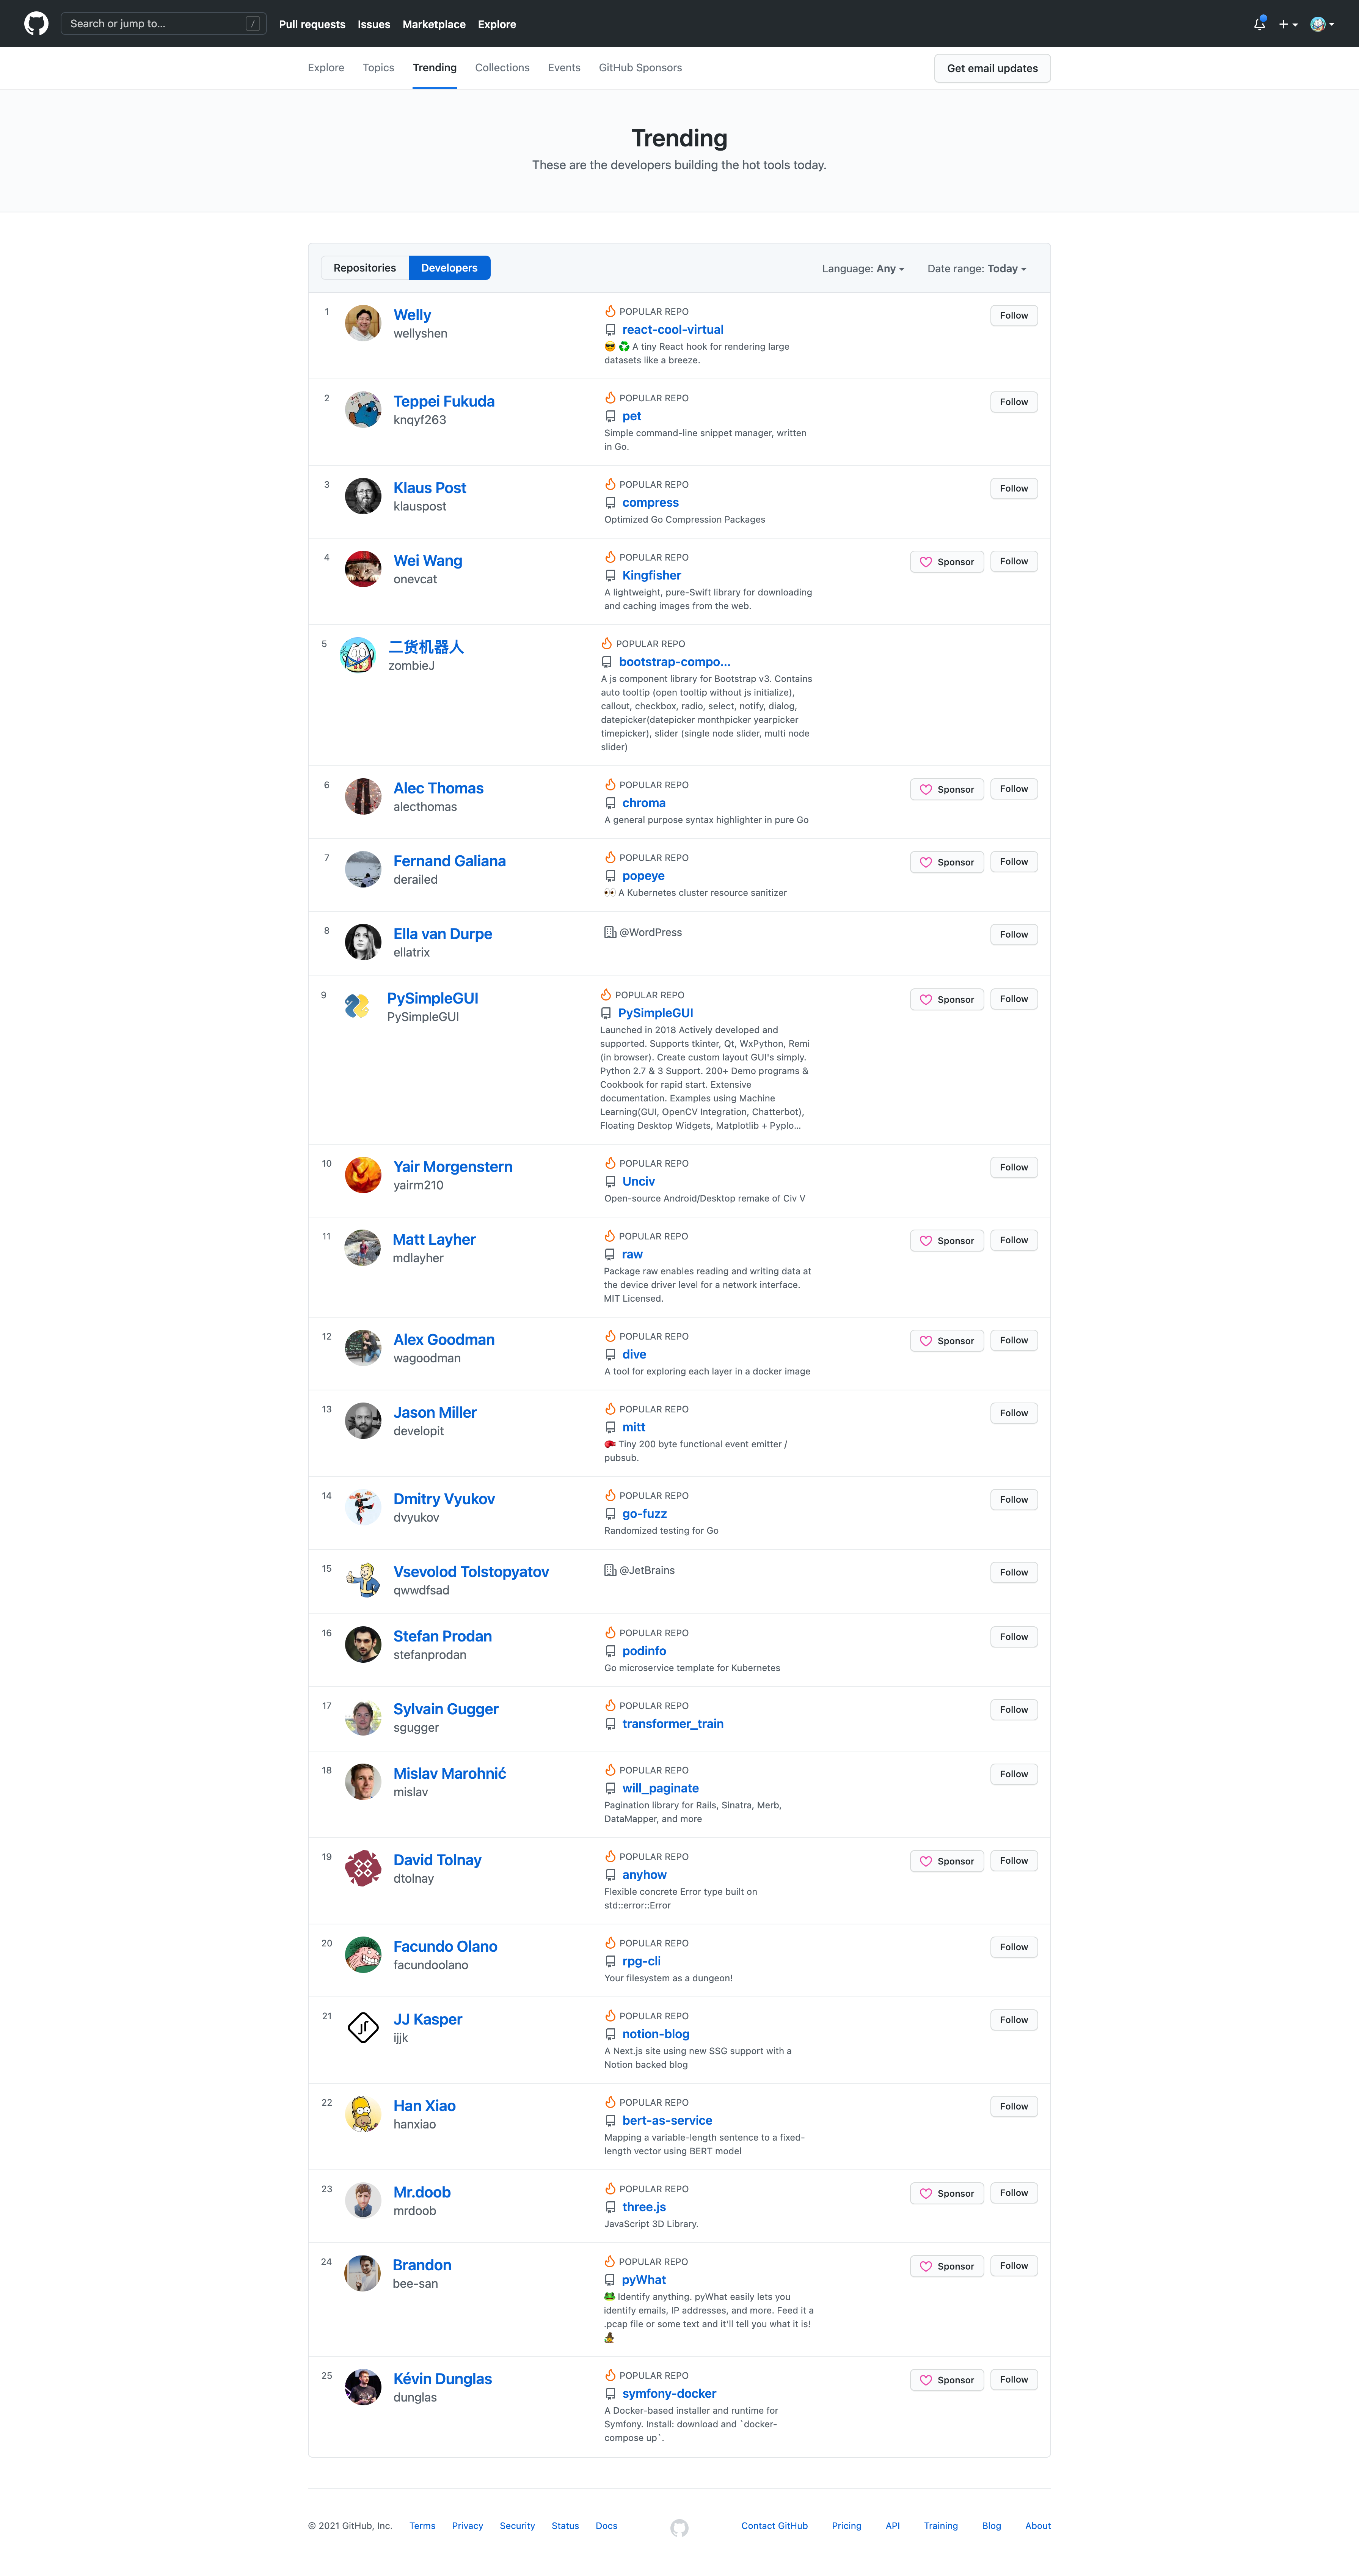 Search or jump to...
/
Pull requests Issues Marketplace Explore
Explore Topics Trending Collections Events GitHub Sponsors
Get email updates
Trending
These are the developers building the hot tools today.
Repositories Developers
Language: Any
Date range: Today
1
Welly
wellyshen
POPULAR REPO
react-cool-virtual
😎 ♻️ A tiny React hook for rendering large
datasets like a breeze.
Follow
2
Teppei Fukuda
knqyf263
POPULAR REPO
pet
Simple command-line snippet manager, written
in Go.
Follow
3
Klaus Post
klauspost
POPULAR REPO
compress
Optimized Go Compression Packages
Follow
4
Wei Wang
onevcat
POPULAR REPO
Kingfisher
A lightweight, pure-Swift library for downloading
and caching images from the web.
Sponsor
Follow
5
二货机器人
zombieJ
POPULAR REPO
bootstrap-compo...
A js component library for Bootstrap v3. Contains
auto tooltip (open tooltip without js initialize),
callout, checkbox, radio, select, notify, dialog,
datepicker(datepicker monthpicker yearpicker
timepicker), slider (single node slider, multi node
slider)
6
Alec Thomas
alecthomas
POPULAR REPO
chroma
A general purpose syntax highlighter in pure Go
Sponsor
Follow
7
Fernand Galiana
derailed
POPULAR REPO
popeye
👀 A Kubernetes cluster resource sanitizer
Sponsor
Follow
8
Ella van Durpe
ellatrix
@WordPress
Follow
9
PySimpleGUI
PySimpleGUI
POPULAR REPO
PySimpleGUI
Launched in 2018 Actively developed and
supported. Supports tkinter, Qt, WxPython, Remi
(in browser). Create custom layout GUI's simply.
Python 2.7 & 3 Support. 200+ Demo programs &
Cookbook for rapid start. Extensive
documentation. Examples using Machine
Learning(GUI, OpenCV Integration, Chatterbot),
Floating Desktop Widgets, Matplotlib + Pyplo...
Sponsor
Follow
10
Yair Morgenstern
yairm210
POPULAR REPO
Unciv
Open-source Android/Desktop remake of Civ V
Follow
11
Matt Layher
mdlayher
POPULAR REPO
raw
Package raw enables reading and writing data at
the device driver level for a network interface.
MIT Licensed.
Sponsor
Follow
12
Alex Goodman
wagoodman
POPULAR REPO
dive
A tool for exploring each layer in a docker image
Sponsor
Follow
13
Jason Miller
developit
POPULAR REPO
mitt
🥊 Tiny 200 byte functional event emitter /
pubsub.
Follow
14
Dmitry Vyukov
dvyukov
POPULAR REPO
go-fuzz
Randomized testing for Go
Follow
15
Vsevolod Tolstopyatov
qwwdfsad
@JetBrains
Follow
16
Stefan Prodan
stefanprodan
POPULAR REPO
podinfo
Go microservice template for Kubernetes
Follow
17
Sylvain Gugger
sgugger
POPULAR REPO
transformer_train
Follow
18
Mislav Marohnić
mislav
POPULAR REPO
will_paginate
Pagination library for Rails, Sinatra, Merb,
DataMapper, and more
Follow
19
David Tolnay
dtolnay
POPULAR REPO
anyhow
Flexible concrete Error type built on
std::error::Error
Sponsor
Follow
20
Facundo Olano
facundoolano
POPULAR REPO
rpg-cli
Your filesystem as a dungeon!
Follow
21
JJ Kasper
ijjk
POPULAR REPO
notion-blog
A Next.js site using new SSG support with a
Notion backed blog
Follow
22
Han Xiao
hanxiao
POPULAR REPO
bert-as-service
Mapping a variable-length sentence to a fixed-
length vector using BERT model
Follow
23
Mr.doob
mrdoob
POPULAR REPO
three.js
JavaScript 3D Library.
Sponsor
Follow
24
Brandon
bee-san
POPULAR REPO
pyWhat
🐸 Identify anything. pyWhat easily lets you
identify emails, IP addresses, and more. Feed it a
.pcap file or some text and it'll tell you what it is!
🧙‍♀️
Sponsor
Follow
25
Kévin Dunglas
dunglas
POPULAR REPO
symfony-docker
A Docker-based installer and runtime for
Symfony. Install: download and `docker-
compose up`.
Sponsor
Follow
© 2021 GitHub, Inc. Terms Privacy Security Status Docs
Contact GitHub Pricing API Training Blog About